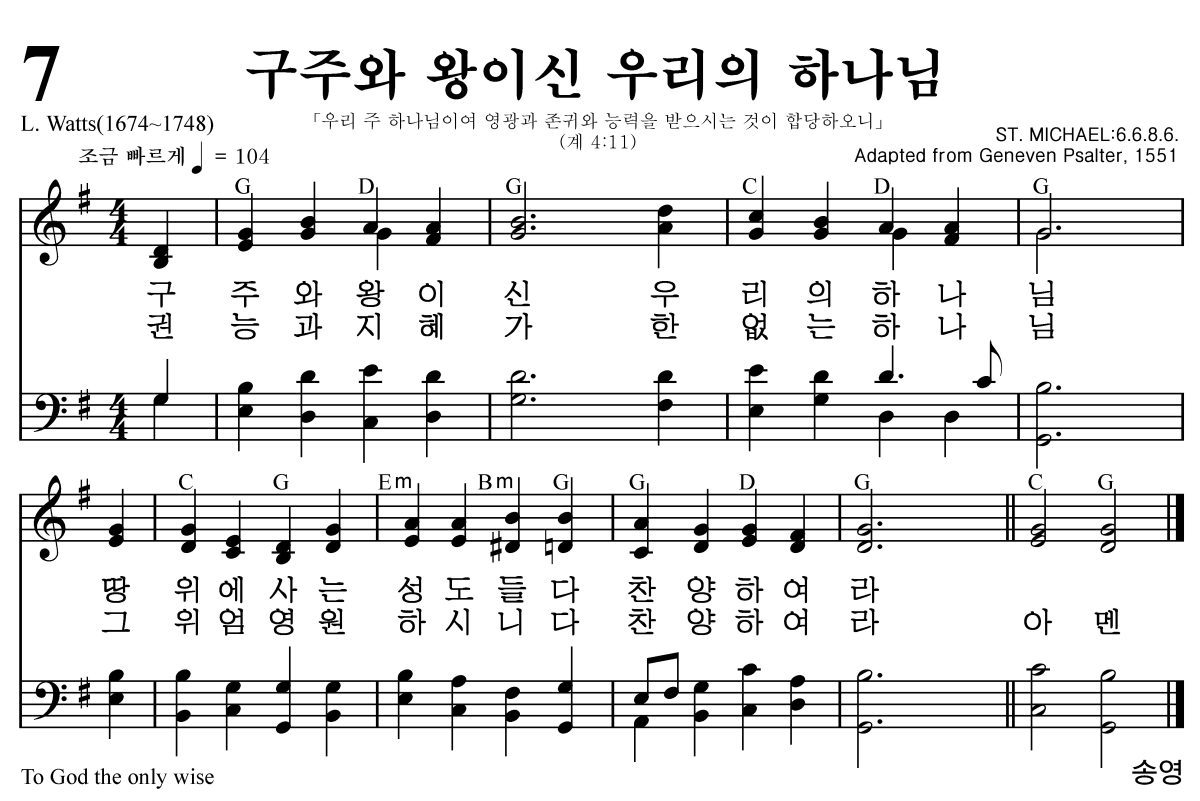 7
구주와 왕이신 우리의 하나님
L. Watts(1674~1748)
「우리 주 하나님이여 영광과 존귀와 능력을 받으시는 것이 합당하오니」
(계 4:11)
ST. MICHAEL:6.6.8.6.
조금 빠르게 ♩ = 104
Adapted from Geneven Psalter, 1551
G D G C D G
4 4
구 주 와 왕 이 신 우 리 의 하 나 님
권 능 과 지 혜 가 한 없 는 하 나 님
4 4
C G Em Bm G G D G C G
땅 위 에 사 는 성 도 들 다 찬 양 하 여 라
그 위 엄 영 원 하 시 니 다 찬 양 하 여 라 아 멘
To God the only wise
송영